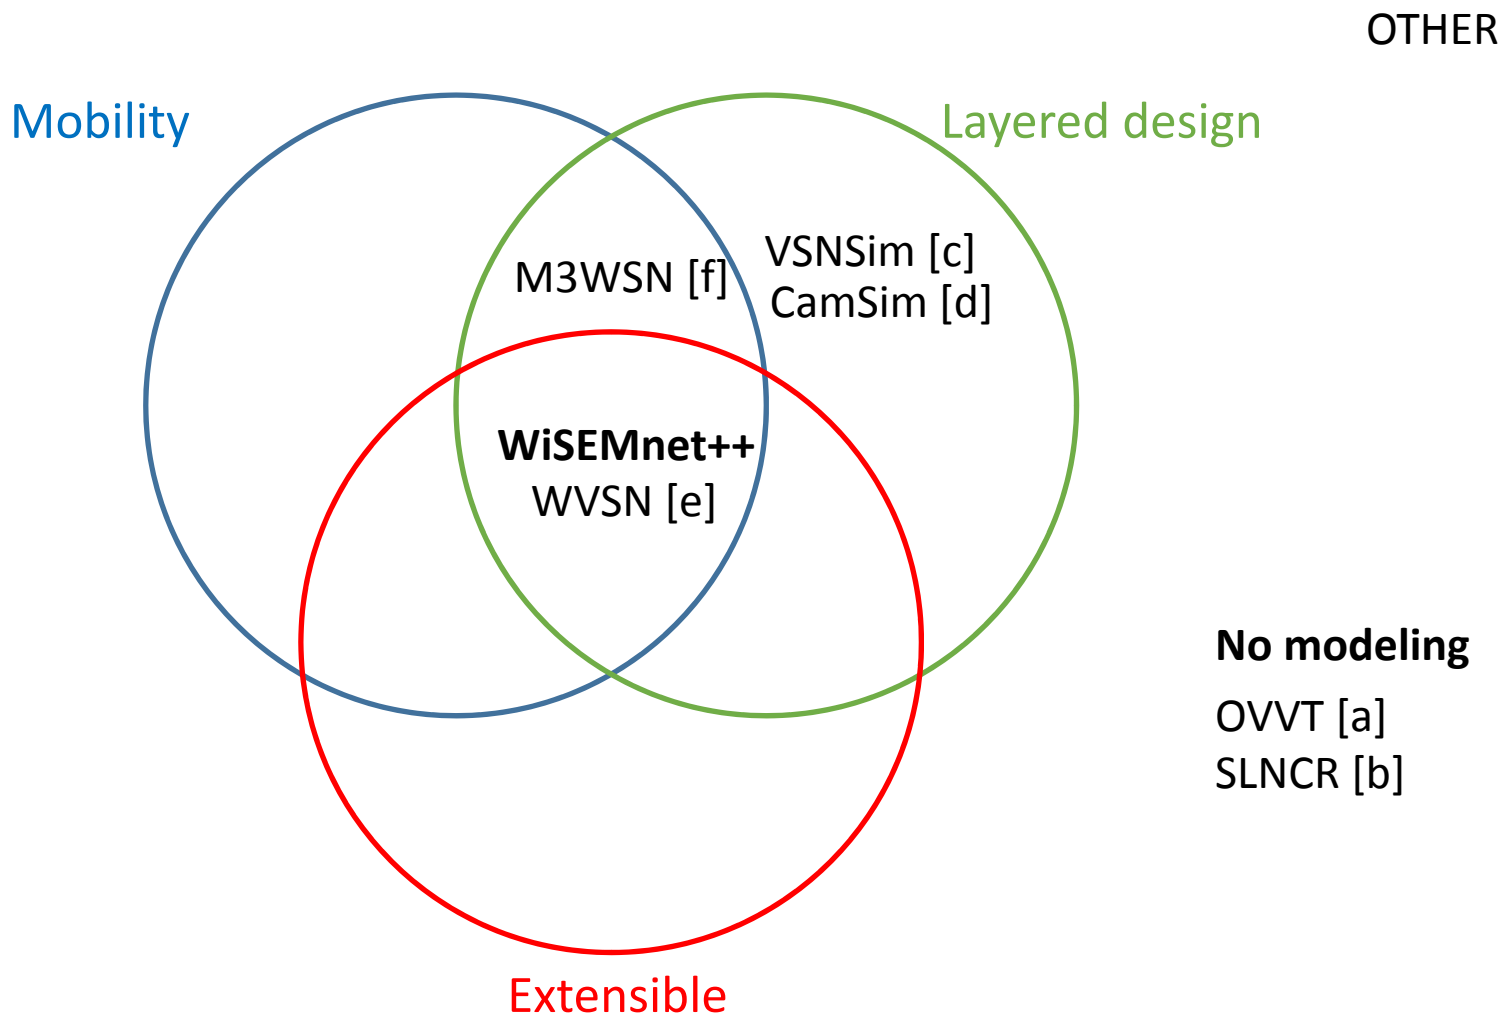 OTHER
Mobility
Layered design
VSNSim [c]
M3WSN [f]
CamSim [d]
WiSEMnet++
WVSN [e]
No modeling
OVVT [a]
SLNCR [b]
Extensible